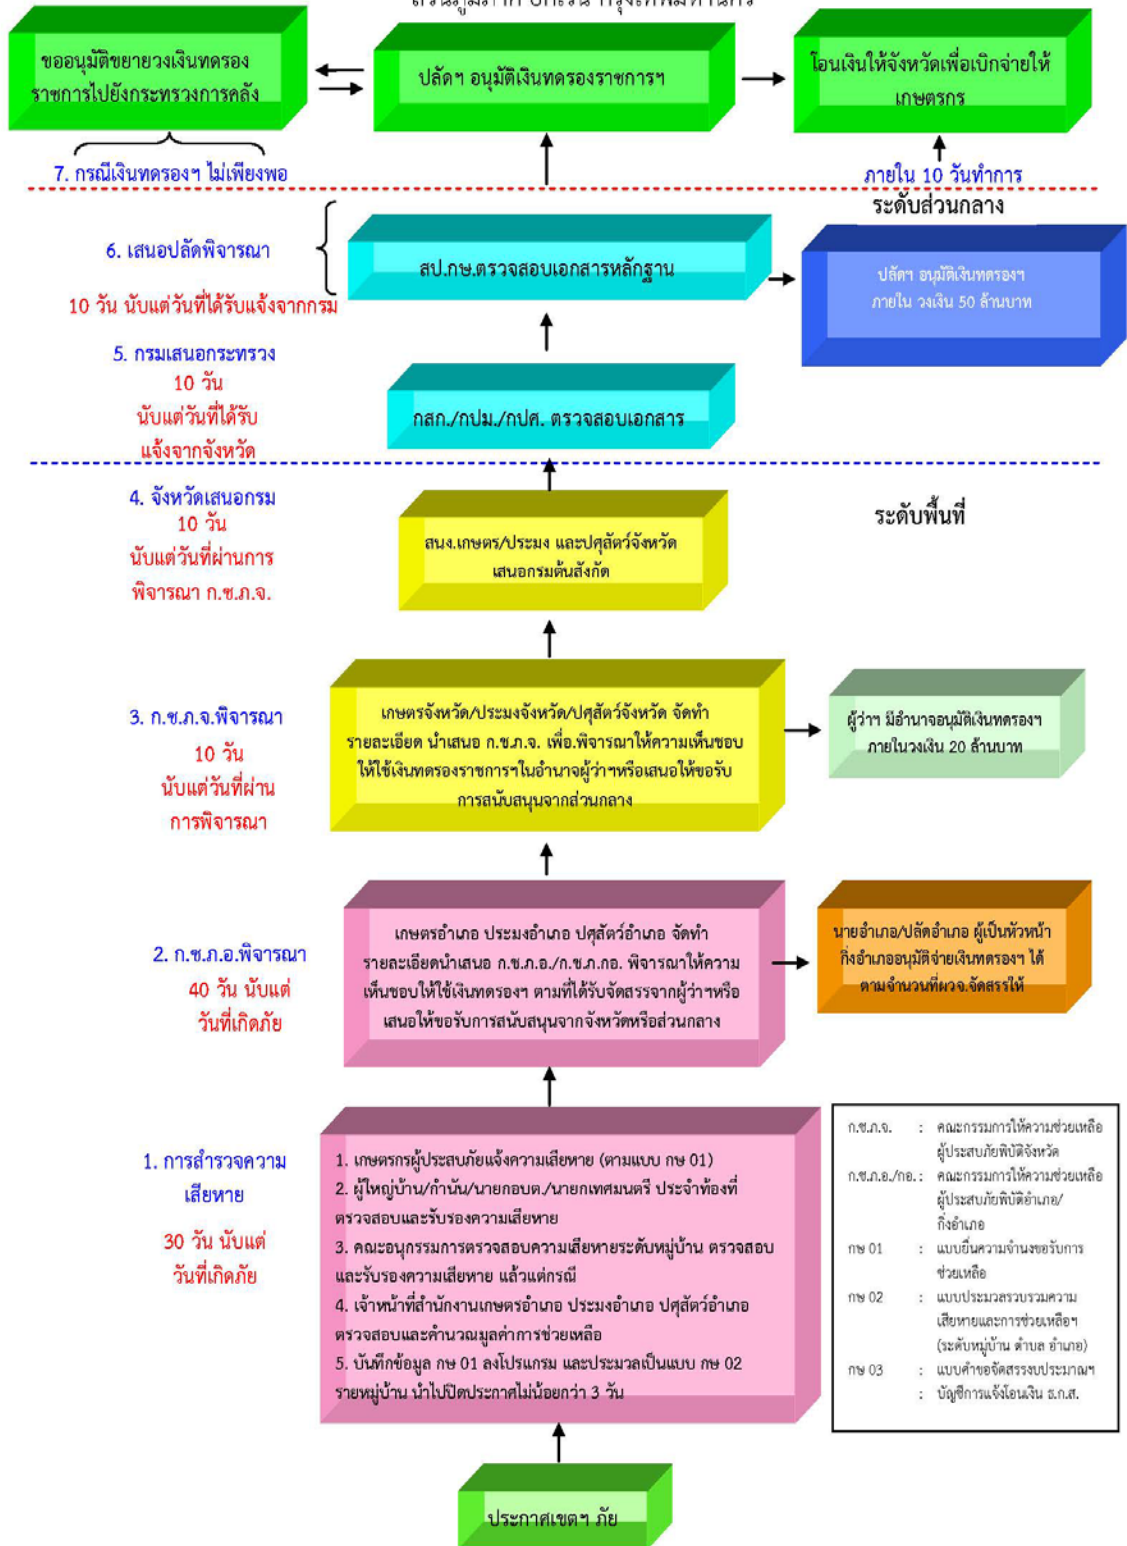 ส่วนภูมิภาค ยกเว้น กรุงเทพมหานคร
ขออนุมัติขยายวงเงินทดรอง
ราชการไปยังกระทรวงการคลัง
ปลัดฯ อนุมัติเงินทดรองราชการฯ
โอนเงินให้จังหวัดเพื่อเบิกจ่ายให้
เกษตรกร
7. กรณีเงินทดรองฯ ไม่เพียงพอ
ภายใน 10 วันทำการ
ระดับส่วนกลาง
6. เสนอปลัดพิจารณา
10 วัน นับแต่วันที่ได้รับแจ้งจากกรม
สป.กษ.ตรวจสอบเอกสารหลักฐาน
ปลัดฯ อนุมัติเงินทดรองฯ
ภายใน วงเงิน 50 ล้านบาท
5. กรมเสนอกระทรวง
10 วัน
นับแต่วันที่ได้รับ
แจ้งจากจังหวัด
กสก./กปม./กปศ. ตรวจสอบเอกสาร
4. จังหวัดเสนอกรม
10 วัน
นับแต่วันที่ผ่านการ
พิจารณา ก.ช.ภ.จ.
สนง.เกษตร/ประมง และปศุสัตว์จังหวัด
เสนอกรมต้นสังกัด
ระดับพื้นที่
3. ก.ช.ภ.จ.พิจารณา
10 วัน
นับแต่วันที่ผ่าน
การพิจารณา
เกษตรจังหวัด/ประมงจังหวัด/ปศุสัตว์จังหวัด จัดทำ
รายละเอียด นำเสนอ ก.ช.ภ.จ. เพื่อ.พิจารณาให้ความเห็นชอบ
ให้ใช้เงินทดรองราชการฯในอำนาจผู้ว่าฯหรือเสนอให้ขอรับ
การสนับสนุนจากส่วนกลาง
ผู้ว่าฯ มีอำนาจอนุมัติเงินทดรองฯ
ภายในวงเงิน 20 ล้านบาท
2. ก.ช.ภ.อ.พิจารณา
40 วัน นับแต่
วันที่เกิดภัย
เกษตรอำเภอ ประมงอำเภอ ปศุสัตว์อำเภอ จัดทำ
รายละเอียดนำเสนอ ก.ช.ภ.อ./ก.ช.ภ.กอ. พิจารณาให้ความ
เห็นชอบให้ใช้เงินทดรองฯ ตามที่ได้รับจัดสรรจากผู้ว่าฯหรือ
เสนอให้ขอรับการสนับสนุนจากจังหวัดหรือส่วนกลาง
นายอำเภอ/ปลัดอำเภอ ผู้เป็นหัวหน้า
กิ่งอำเภออนุมัติจ่ายเงินทดรองฯ ได้
ตามจำนวนที่ผวจ.จัดสรรให้
1. การสำรวจความ
เสียหาย
30 วัน นับแต่
วันที่เกิดภัย
1. เกษตรกรผู้ประสบภัยแจ้งความเสียหาย (ตามแบบ กษ 01)
2. ผู้ใหญ่บ้าน/กำนัน/นายกอบต./นายกเทศมนตรี ประจำท้องที่
ตรวจสอบและรับรองความเสียหาย
3. คณะอนุกรรมการตรวจสอบความเสียหายระดับหมู่บ้าน ตรวจสอบ
และรับรองความเสียหาย แล้วแต่กรณี
4. เจ้าหน้าที่สำนักงานเกษตรอำเภอ ประมงอำเภอ ปศุสัตว์อำเภอ
ตรวจสอบและคำนวณมูลค่าการช่วยเหลือ
5. บันทึกข้อมูล กษ 01 ลงโปรแกรม และประมวลเป็นแบบ กษ 02
รายหมู่บ้าน นำไปปิดประกาศไม่น้อยกว่า 3 วัน
ก.ช.ภ.จ. : คณะกรรมการให้ความช่วยเหลือ
ผู้ประสบภัยพิบัติจังหวัด
ก.ช.ภ.อ./กอ. : คณะกรรมการให้ความช่วยเหลือ
ผู้ประสบภัยพิบัติอำเภอ/
กิ่งอำเภอ
กษ 01 : แบบยื่นความจำนงขอรับการ
ช่วยเหลือ
กษ 02 : แบบประมวลรวบรวมความ
เสียหายและการช่วยเหลือฯ
(ระดับหมู่บ้าน ตำบล อำเภอ)
กษ 03 : แบบคำขอจัดสรรงบประมาณฯ
: บัญชีการแจ้งโอนเงิน ธ.ก.ส.
ประกาศเขตฯ ภัย